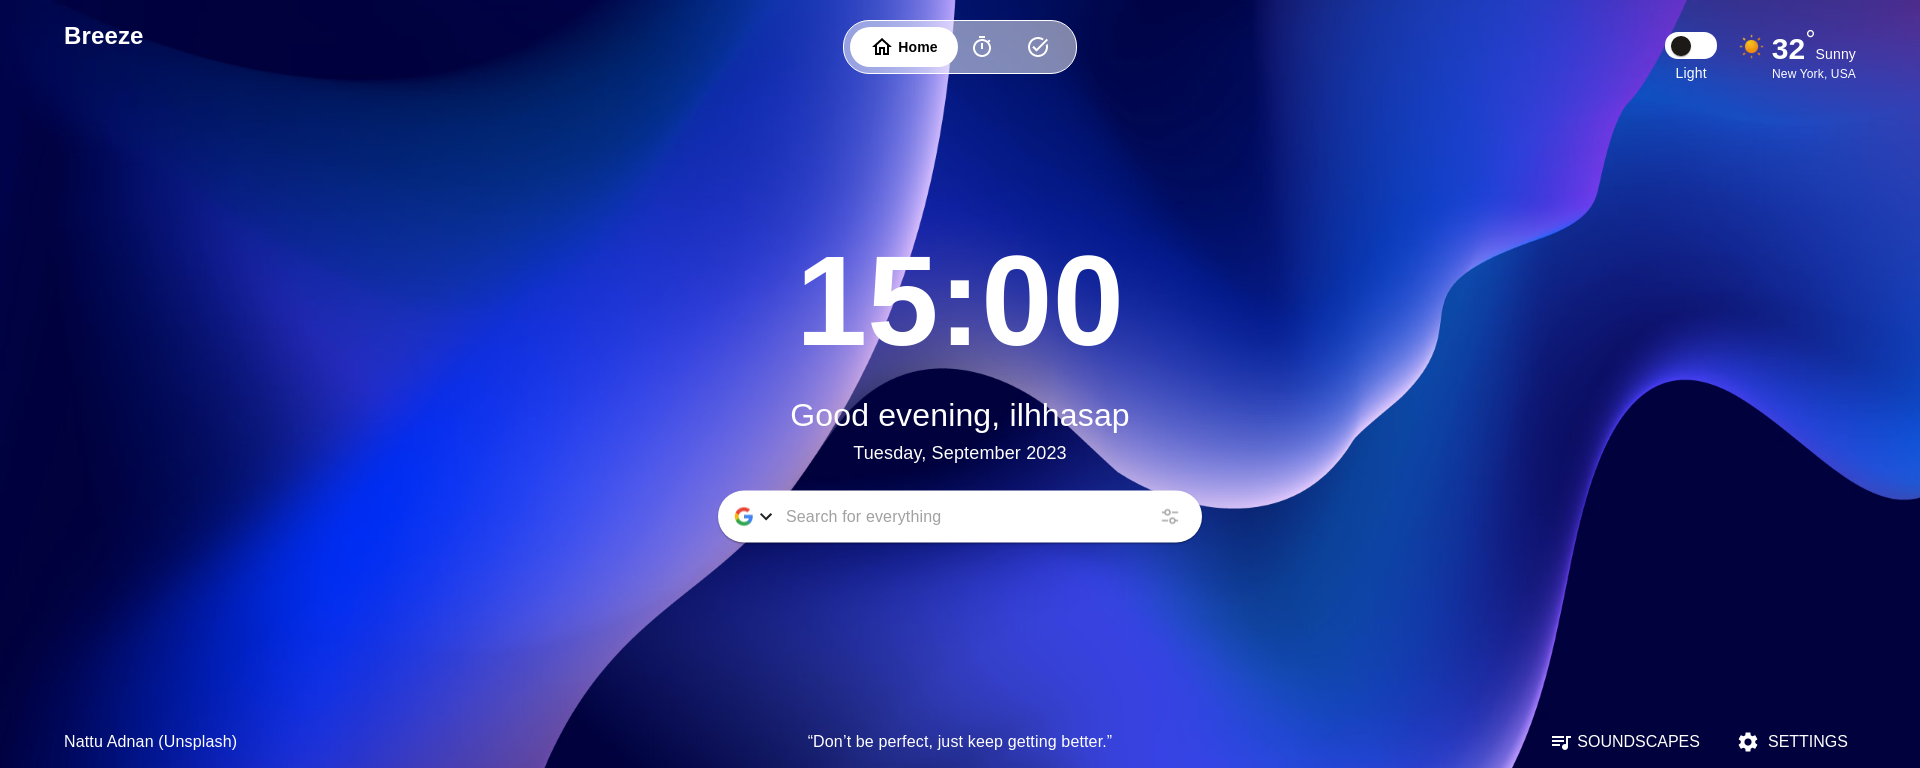 Breeze
Home
Light
32°
Sunny
New York, USA
15:00
Good evening, ilhhasap
Tuesday, September 2023
Search for everything
Nattu Adnan (Unsplash)
“Don’t be perfect, just keep getting better.”
SOUNDSCAPES
SETTINGS